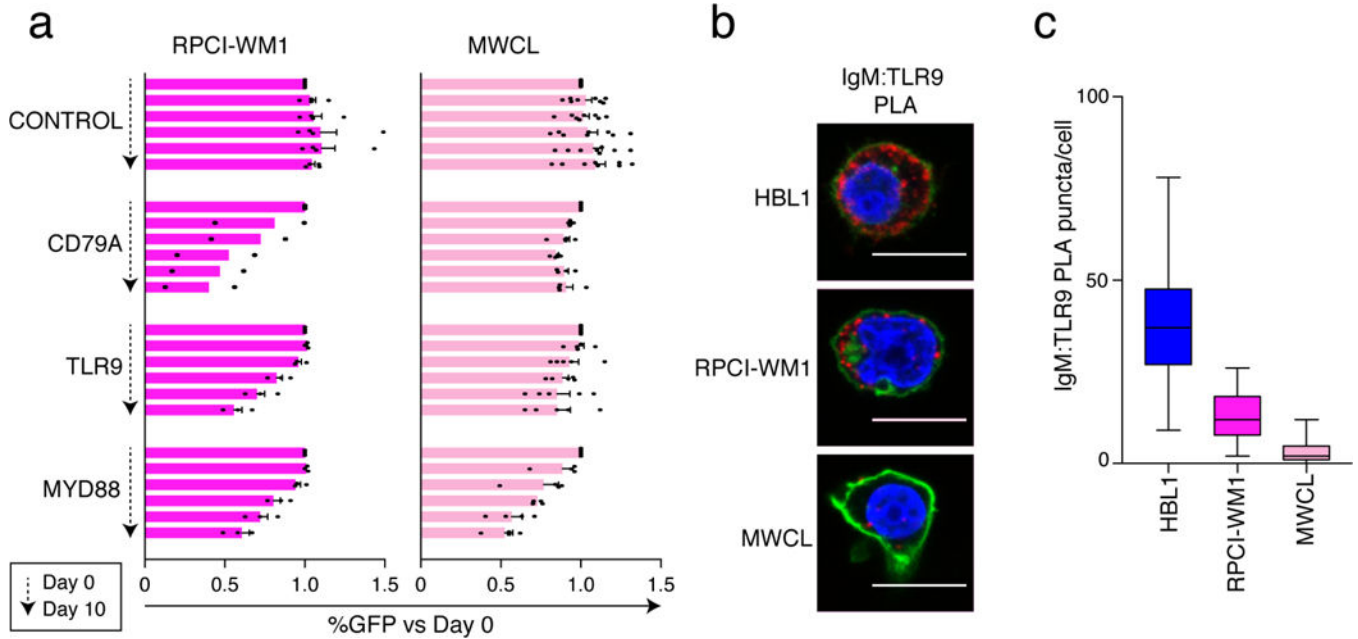 a
RPCI-WM1
MWCL
CONTROL
CD79A
TLR9
MYD88
0
0.5
1.0
1.5
0
0.5
1.0
1.5
Day 0
Day 10
%GFP vs Day 0
b
IgM:TLR9
PLA
HBL1
RPCI-WM1
MWCL
c
IgM:TLR9 PLA puncta/cell
100
50
0
HBL1
RPCI-WM1
MWCL